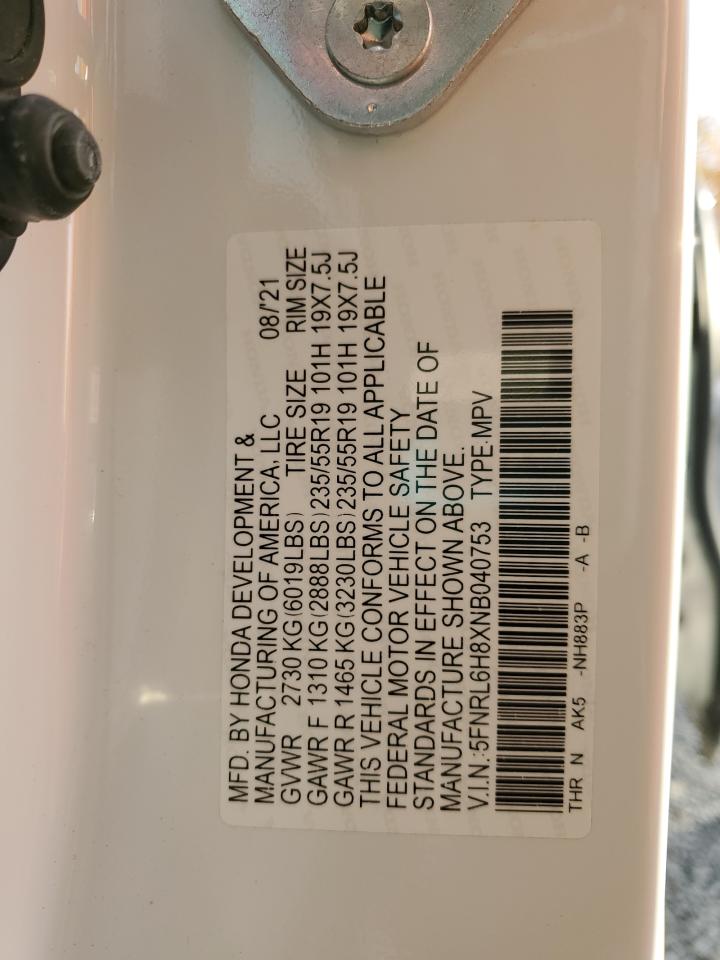 MFD. BY HONDA DEVELOPMENT &
MANUFACTURING OF AMERICA, LLC 08/'21
GVWR 2730 KG(6019LBS) TIRE SIZE RIM SIZE
GAWR F 1310 KG(2888LBS) 235/55R19 101H 19X7.5J
GAWR R 1465 KG(3230LBS) 235/55R19 101H 19X7.5J
THIS VEHICLE CONFORMS TO ALL APPLICABLE
FEDERAL MOTOR VEHICLE SAFETY
STANDARDS IN EFFECT ON THE DATE OF
MANUFACTURE SHOWN ABOVE.
V.I.N.:5FNRL6H8XNB040753 TYPE:MPV
THR N AK5 -NH883P -A -B